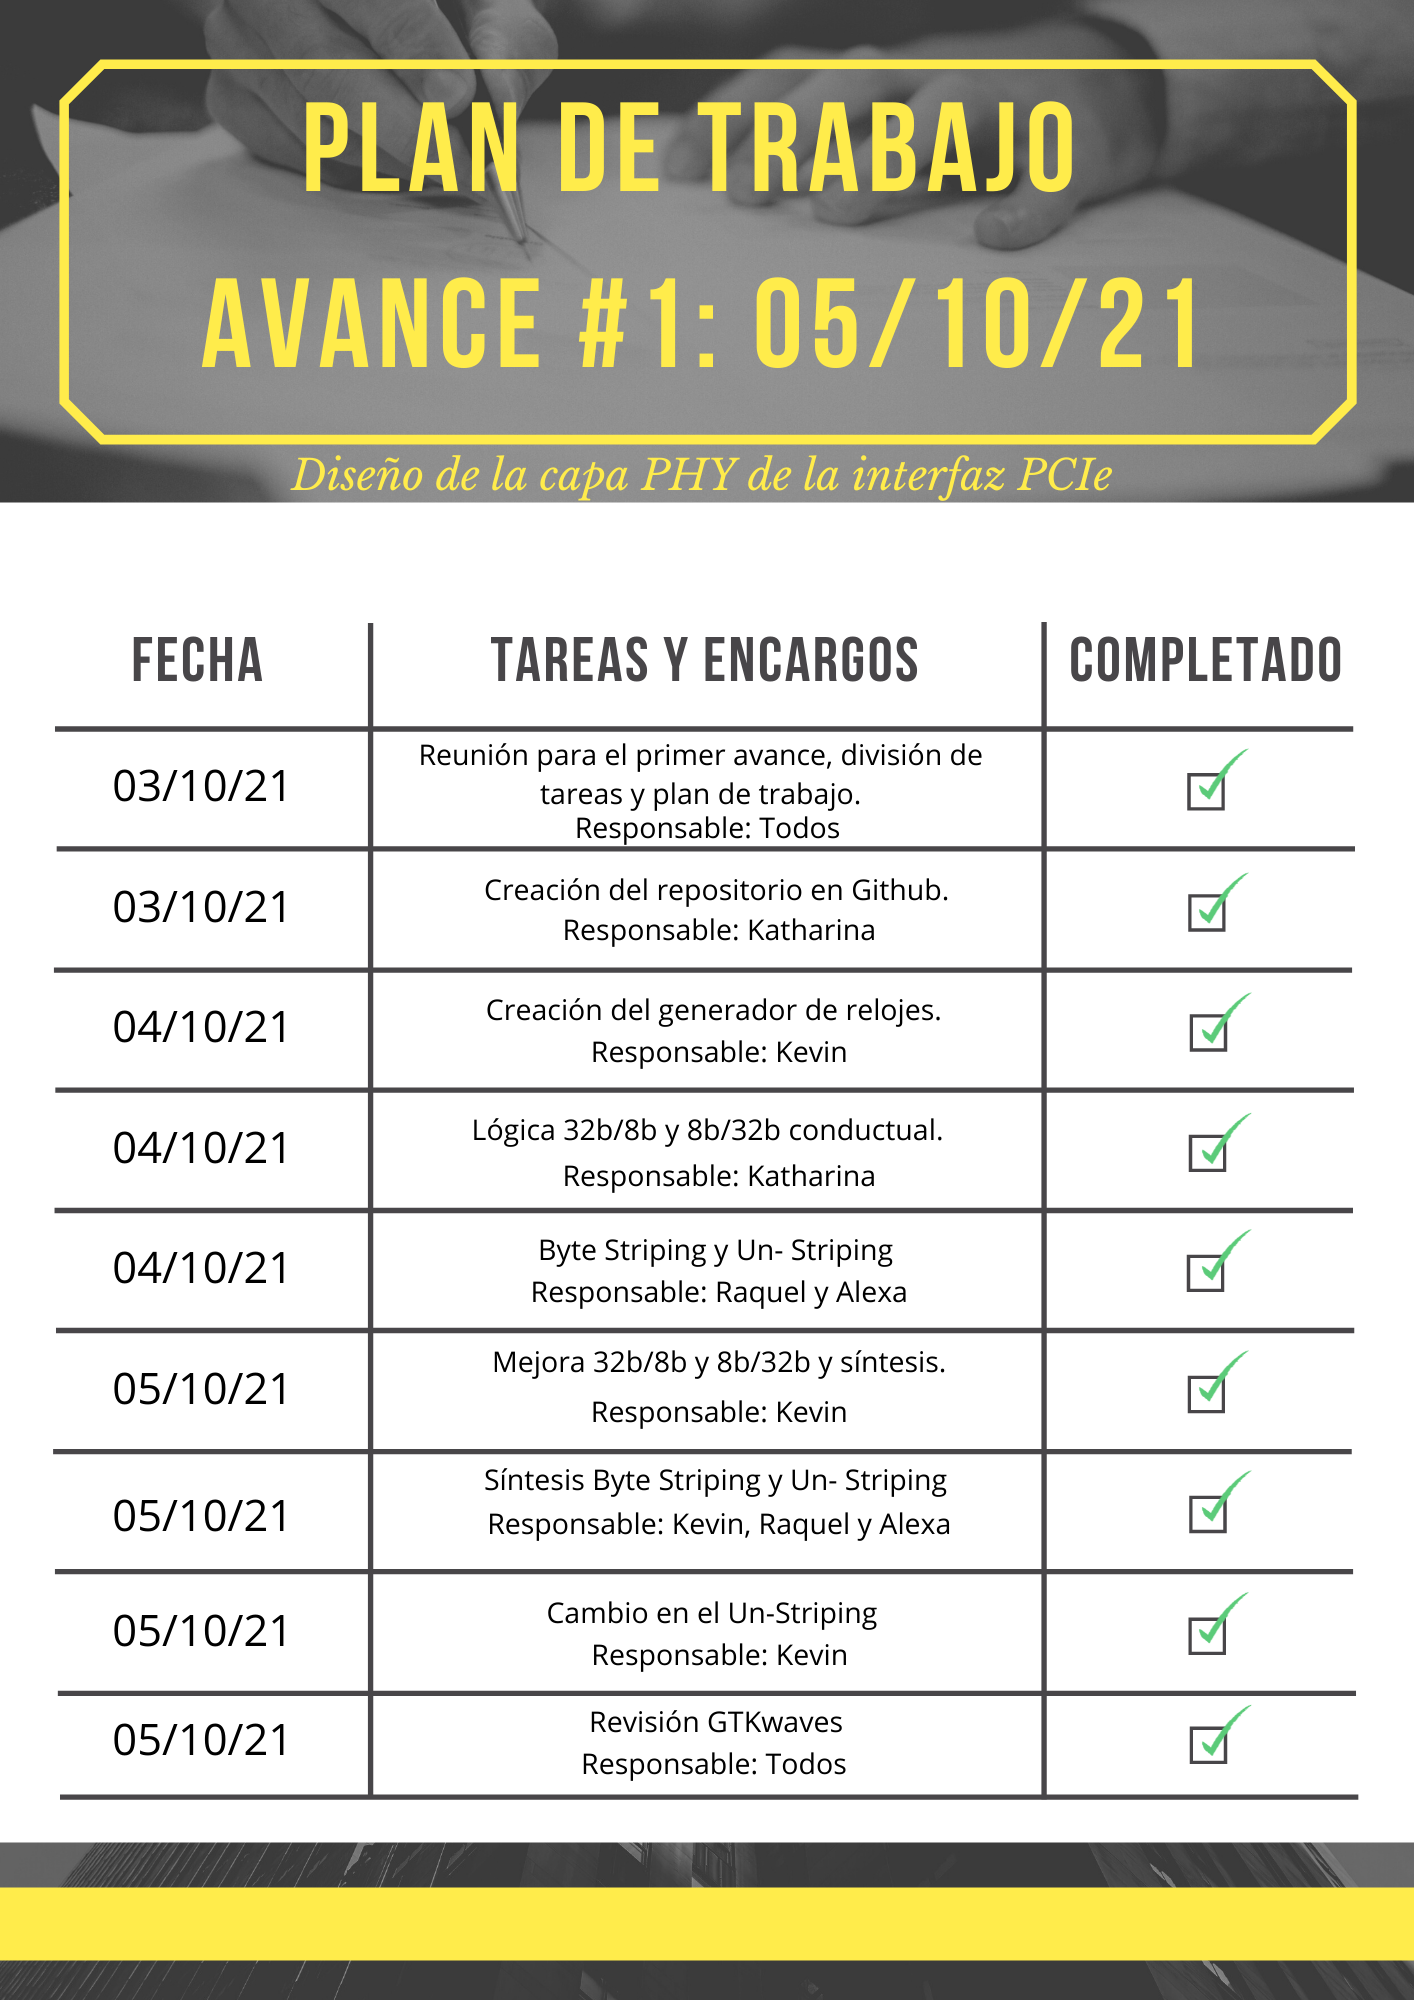 PLAN DE TRABAJO
AVANCE #1: 05/10/21
Diseño de la capa PHY de la interfaz PCIe
FECHA
TAREAS Y ENCARGOS
COMPLETADO
03/10/21
Reunión para el primer avance, división de
tareas y plan de trabajo.
Responsable: Todos
03/10/21
Creación del repositorio en Github.
Responsable: Katharina
04/10/21
Creación del generador de relojes.
Responsable: Kevin
04/10/21
Lógica 32b/8b y 8b/32b conductual.
Responsable: Katharina
04/10/21
Byte Striping y Un- Striping
Responsable: Raquel y Alexa
05/10/21
Mejora 32b/8b y 8b/32b y síntesis.
Responsable: Kevin
05/10/21
Síntesis Byte Striping y Un- Striping
Responsable: Kevin, Raquel y Alexa
05/10/21
Cambio en el Un-Striping
Responsable: Kevin
05/10/21
Revisión GTKwaves
Responsable: Todos